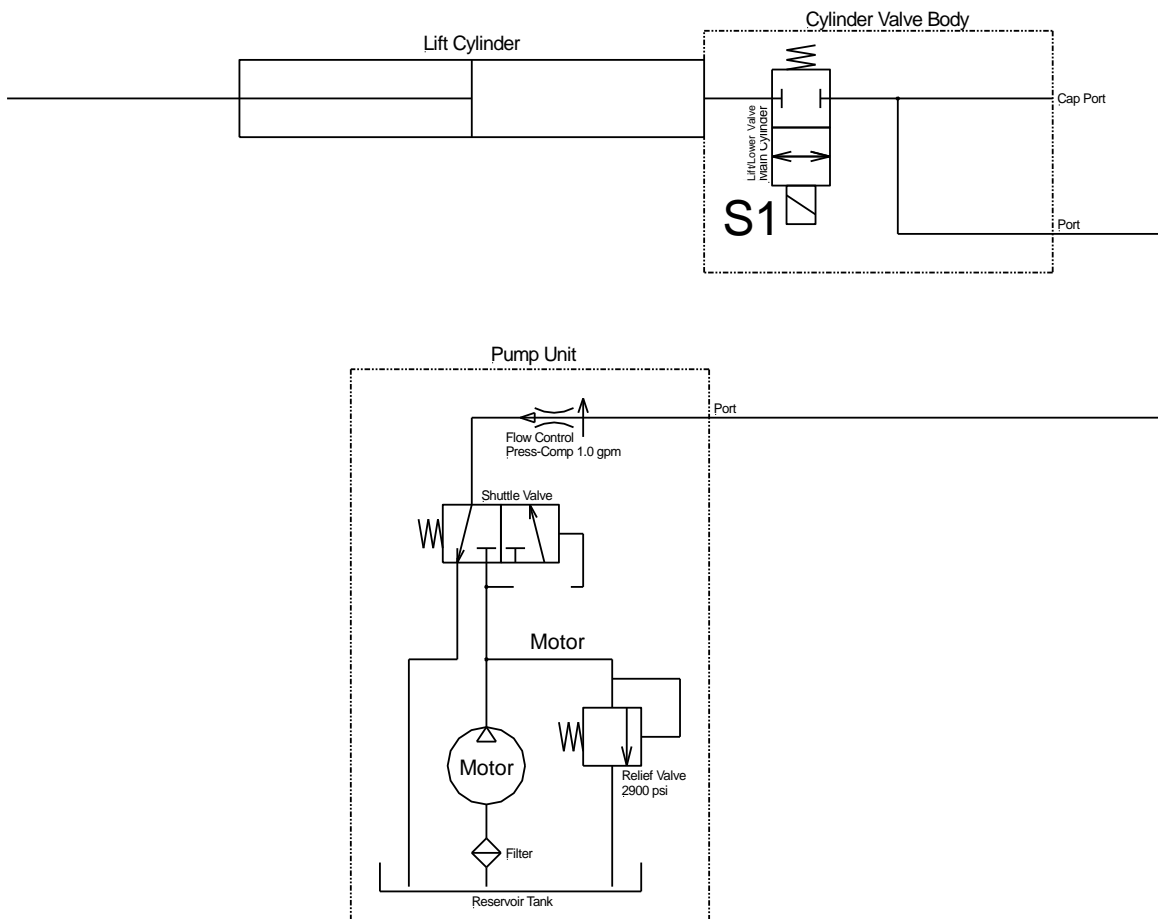 Cylinder Valve Body
Lift Cylinder
Cap Port
Lift/Lower Valve
Main Cylinder
S1
Port
Pump Unit
Port
Flow Control
Press-Comp 1.0 gpm
Shuttle Valve
Motor
Motor
Relief Valve
2900 psi
Filter
Reservoir Tank